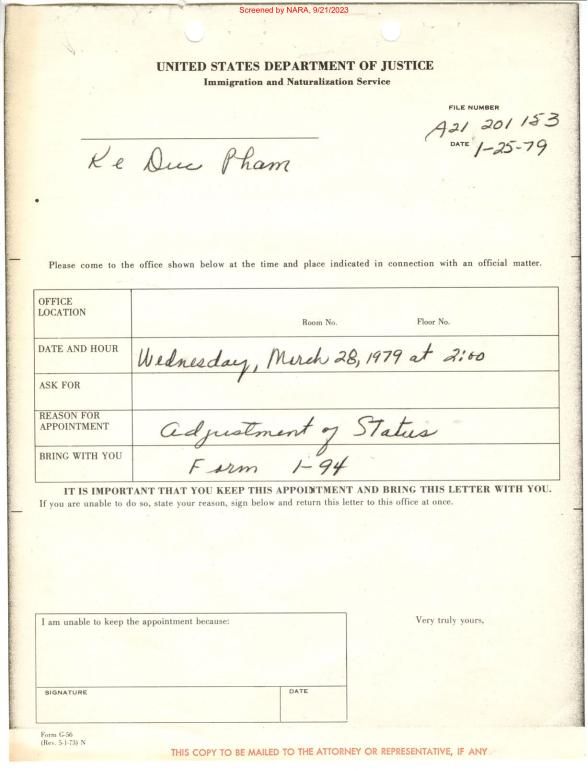 Screened by NARA, 9/21/2023
UNITED STATES DEPARTMENT OF JUSTICE
Immigration and Naturalization Service
FILE NUMBER
A21 201 153
DATE 1-25-79
Ke Duc Pham
Please come to the office shown below at the time and place indicated in connection with an official matter.
OFFICE LOCATION
Room No. Floor No.
DATE AND HOUR Wednesday, March 28, 1979 at 2:00
ASK FOR
REASON FOR APPOINTMENT Adjustment of Status
BRING WITH YOU Form 1-94
IT IS IMPORTANT THAT YOU KEEP THIS APPOINTMENT AND BRING THIS LETTER WITH YOU.
If you are unable to do so, state your reason, sign below and return this letter to this office at once.
I am unable to keep the appointment because:
Very truly yours,
SIGNATURE DATE
Form G-56
(Rev. 5-1-73) N
THIS COPY TO BE MAILED TO THE ATTORNEY OR REPRESENTATIVE, IF ANY